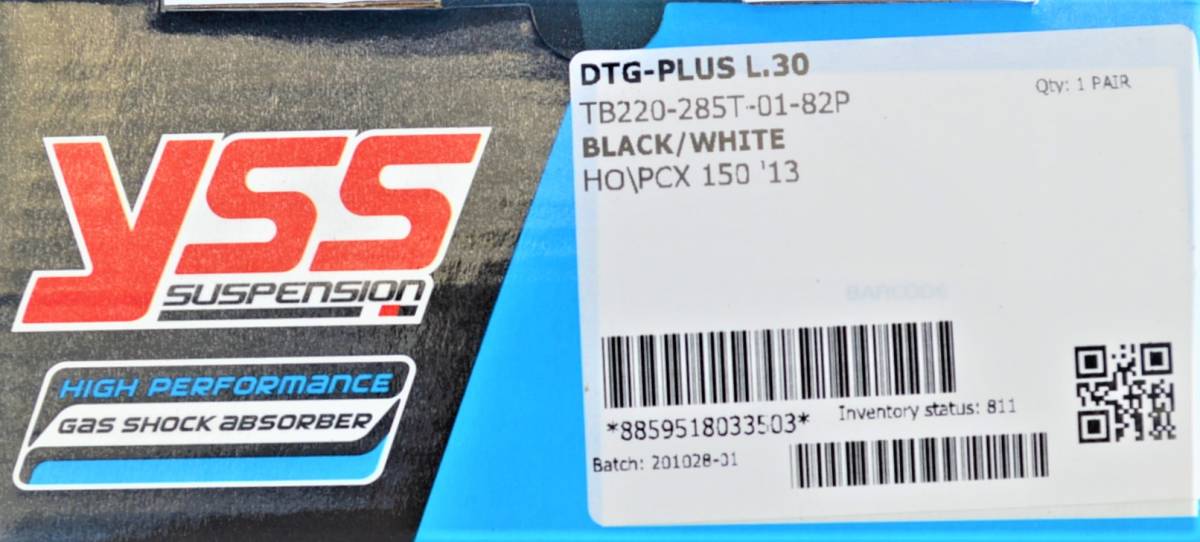 YSS
SUSPENSION
HIGH PERFORMANCE
GAS SHOCK ABSORBER
DTG-PLUS L.30
Qty: 1 PAIR
TB220-285T-01-82P
BLACK/WHITE
HO\PCX 150 '13
BARCODE
*8859518033503*
Inventory status: 811
Batch: 201028-01